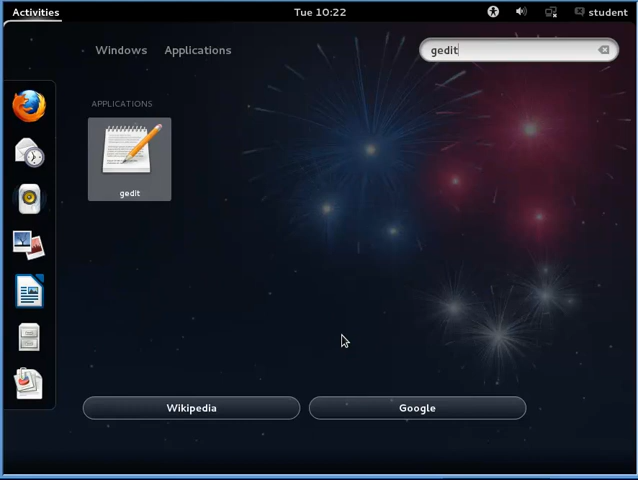 Activities
Tue 10:22
student
Windows
Applications
gedit
APPLICATIONS
gedit
Wikipedia
Google